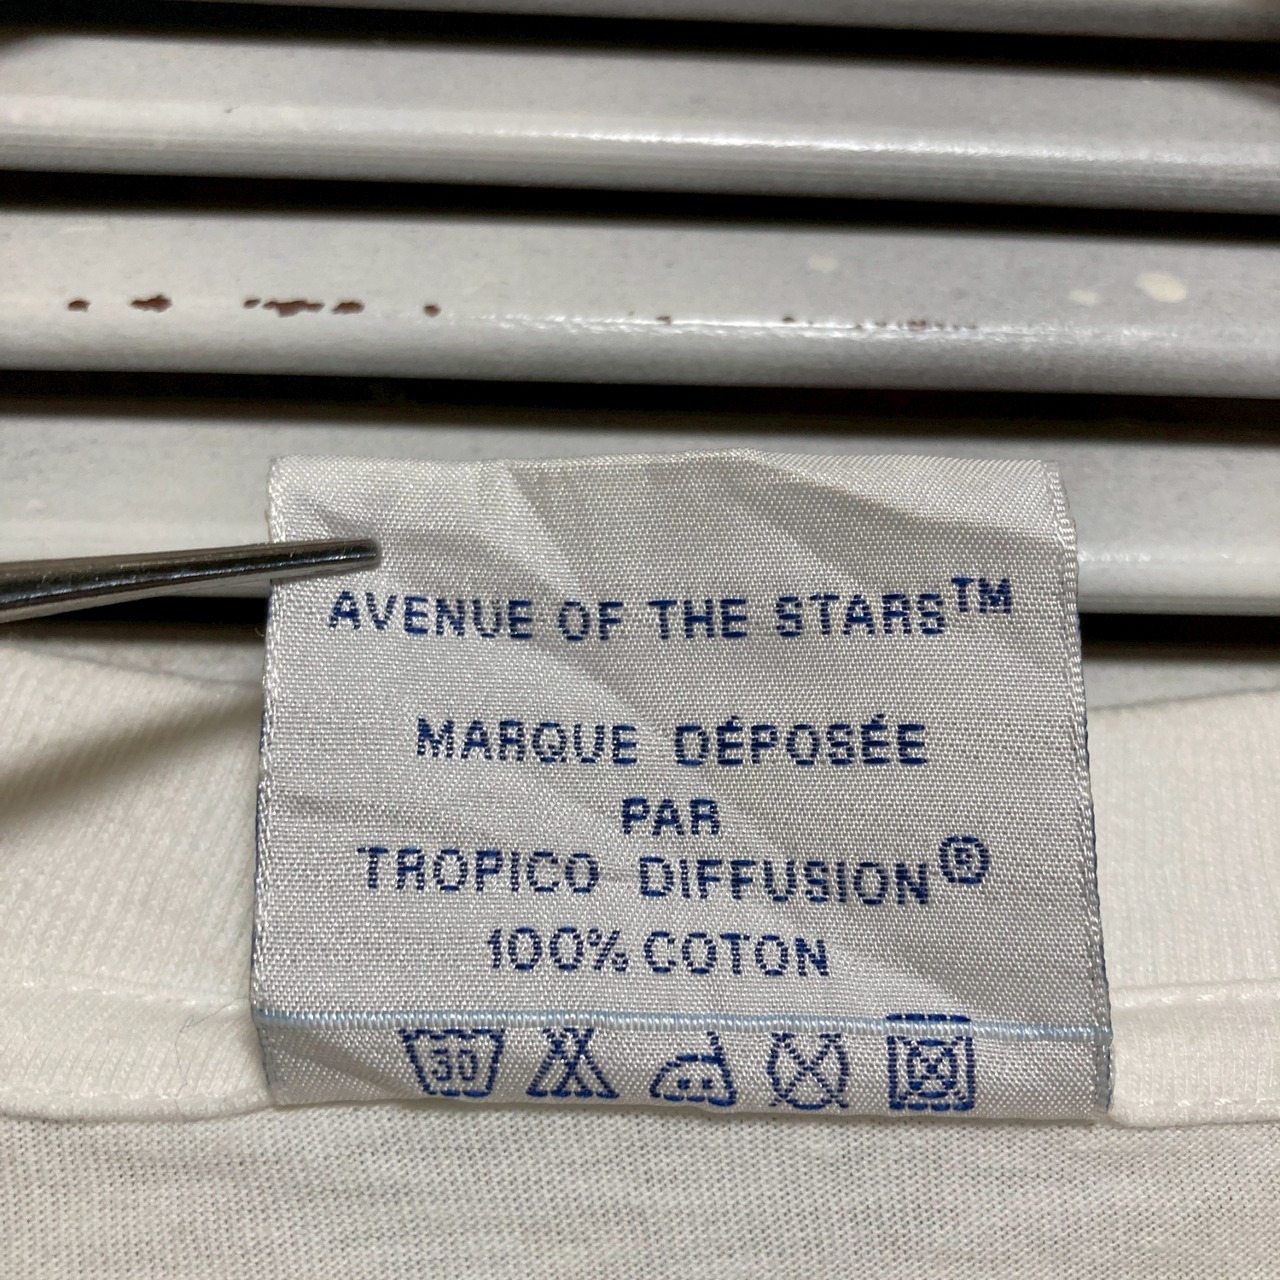 AVENUE OF THE STARS™
MARQUE DÉPOSÉE
PAR
TROPICO DIFFUSION®
100% COTON
30